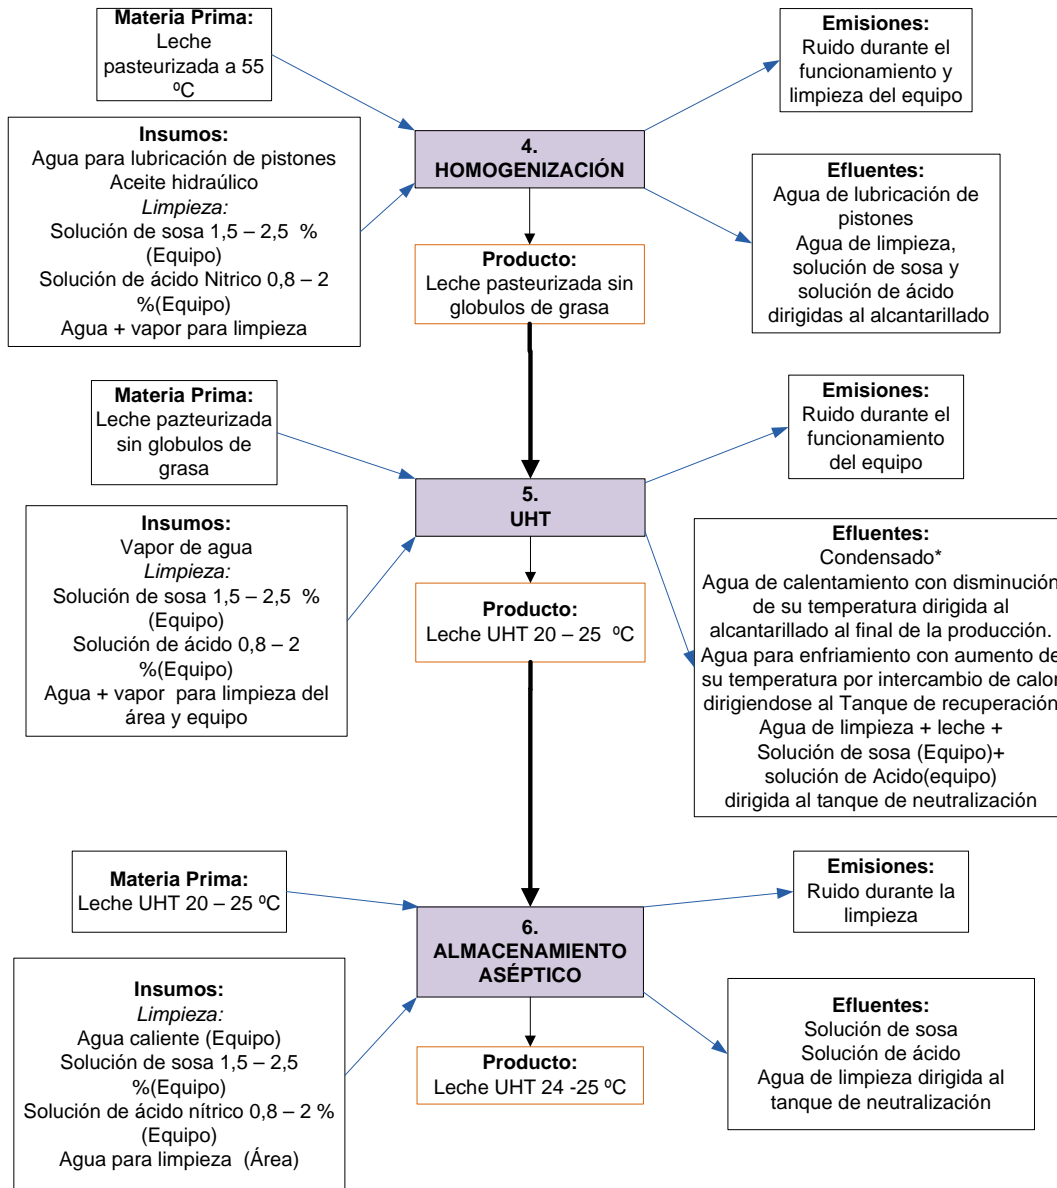 Materia Prima:
Leche
pasteurizada a 55
ºC
Emisiones:
Ruido durante el
funcionamiento y
limpieza del equipo
Insumos:
Agua para lubricación de pistones
Aceite hidraúlico
Limpieza:
Solución de sosa 1,5 – 2,5 %
(Equipo)
Solución de ácido Nitrico 0,8 – 2
%(Equipo)
Agua + vapor para limpieza
4.
HOMOGENIZACIÓN
Efluentes:
Agua de lubricación de
pistones
Agua de limpieza,
solución de sosa y
solución de ácido
dirigidas al alcantarillado
Producto:
Leche pasteurizada sin
globulos de grasa
Materia Prima:
Leche pazteurizada
sin globulos de
grasa
Emisiones:
Ruido durante el
funcionamiento
del equipo
5.
UHT
Insumos:
Vapor de agua
Limpieza:
Solución de sosa 1,5 – 2,5 %
(Equipo)
Solución de ácido 0,8 – 2
%(Equipo)
Agua + vapor para limpieza del
área y equipo
Producto:
Leche UHT 20 – 25 ºC
Efluentes:
Condensado*
Agua de calentamiento con disminución
de su temperatura dirigida al
alcantarillado al final de la producción.
Agua para enfriamiento con aumento de
su temperatura por intercambio de calor
dirigiendose al Tanque de recuperación
Agua de limpieza + leche +
Solución de sosa (Equipo)+
solución de Acido(equipo)
dirigida al tanque de neutralización
Materia Prima:
Leche UHT 20 – 25 ºC
Emisiones:
Ruido durante la
limpieza
6.
ALMACENAMIENTO
ASÉPTICO
Insumos:
Limpieza:
Agua caliente (Equipo)
Solución de sosa 1,5 – 2,5
%(Equipo)
Solución de ácido nítrico 0,8 – 2 %
(Equipo)
Agua para limpieza (Área)
Producto:
Leche UHT 24 -25 ºC
Efluentes:
Solución de sosa
Solución de ácido
Agua de limpieza dirigida al
tanque de neutralización